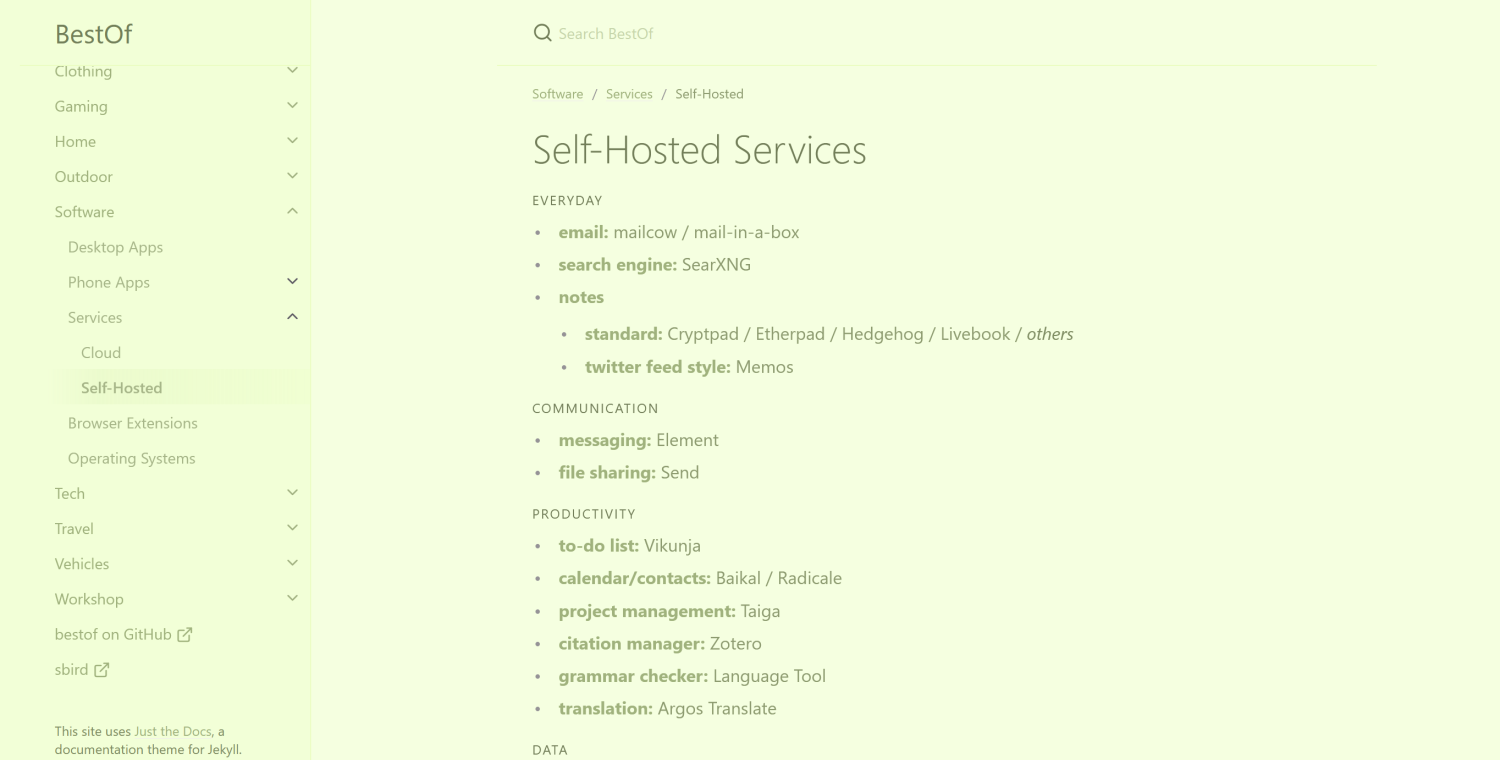 BestOf
Clothing
Gaming
Home
Outdoor
Software
Desktop Apps
Phone Apps
Services
Cloud
Self-Hosted
Browser Extensions
Operating Systems
Tech
Travel
Vehicles
Workshop
bestof on GitHub
sbird
This site uses Just the Docs, a
documentation theme for Jekyll.
Search BestOf
Software / Services / Self-Hosted
Self-Hosted Services
EVERYDAY
• email: mailcow / mail-in-a-box
• search engine: SearXNG
• notes
• standard: Cryptpad / Etherpad / Hedgehog / Livebook / others
• twitter feed style: Memos
COMMUNICATION
• messaging: Element
• file sharing: Send
PRODUCTIVITY
• to-do list: Vikunja
• calendar/contacts: Baikal / Radicale
• project management: Taiga
• citation manager: Zotero
• grammar checker: Language Tool
• translation: Argos Translate
DATA